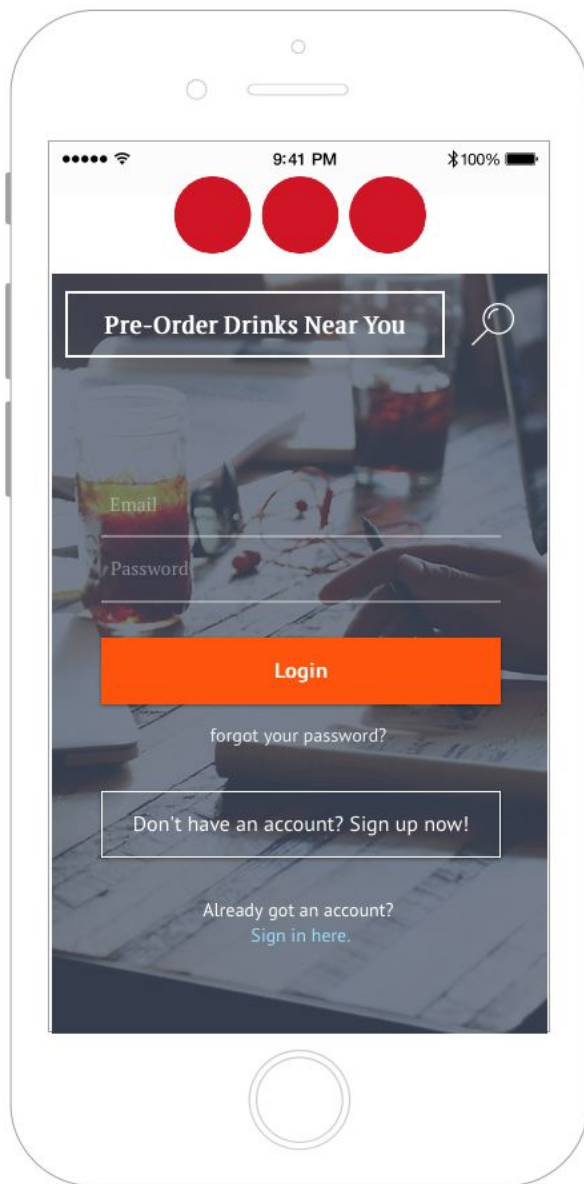 9:41 PM
100%
Pre-Order Drinks Near You
Email
Password
Login
forgot your password?
Don't have an account? Sign up now!
Already got an account?
Sign in here.